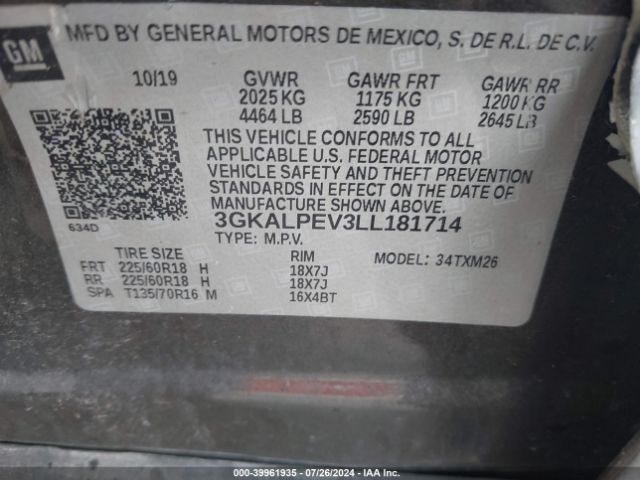 GM
MFD BY GENERAL MOTORS DE MEXICO, S. DE R.L. DE C.V.
10/19 GVWR GAWR FRT GAWR RR
2025 KG 1175 KG 1200 KG
4464 LB 2590 LB 2645 LB
THIS VEHICLE CONFORMS TO ALL
APPLICABLE U.S. FEDERAL MOTOR
VEHICLE SAFETY AND THEFT PREVENTION
STANDARDS IN EFFECT ON THE DATE OF
MANUFACTURE SHOWN ABOVE.
634D
3GKALPEV3LL181714
TYPE: M.P.V.
TIRE SIZE RIM MODEL: 34TXM26
FRT 225/60R18 H 18X7J
RR 225/60R18 H 18X7J
SPA T135/70R16 M 16X4BT
© STOCK: 39961935 - 07/26/2024 - IAA Inc.